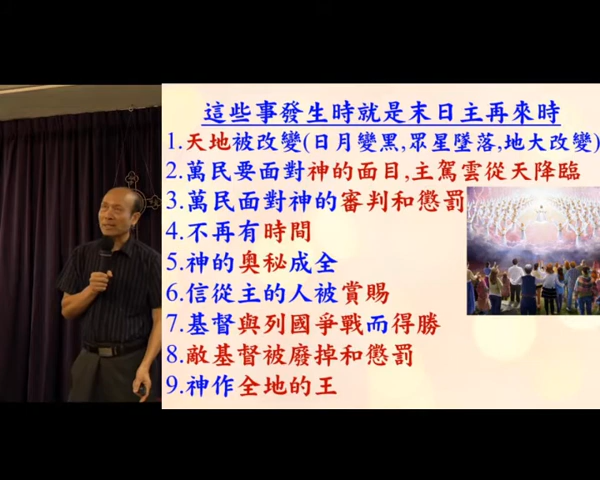 這些事發生時就是末日主再來時
1.天地被改變(日月變黑,眾星墜落,地大改變)
2.萬民要面對神的面目,主駕雲從天降臨
3.萬民面對神的審判和懲罰
4.不再有時間
5.神的奧秘成全
6.信從主的人被賞賜
7.基督與列國爭戰而得勝
8.敵基督被廢掉和懲罰
9.神作全地的王